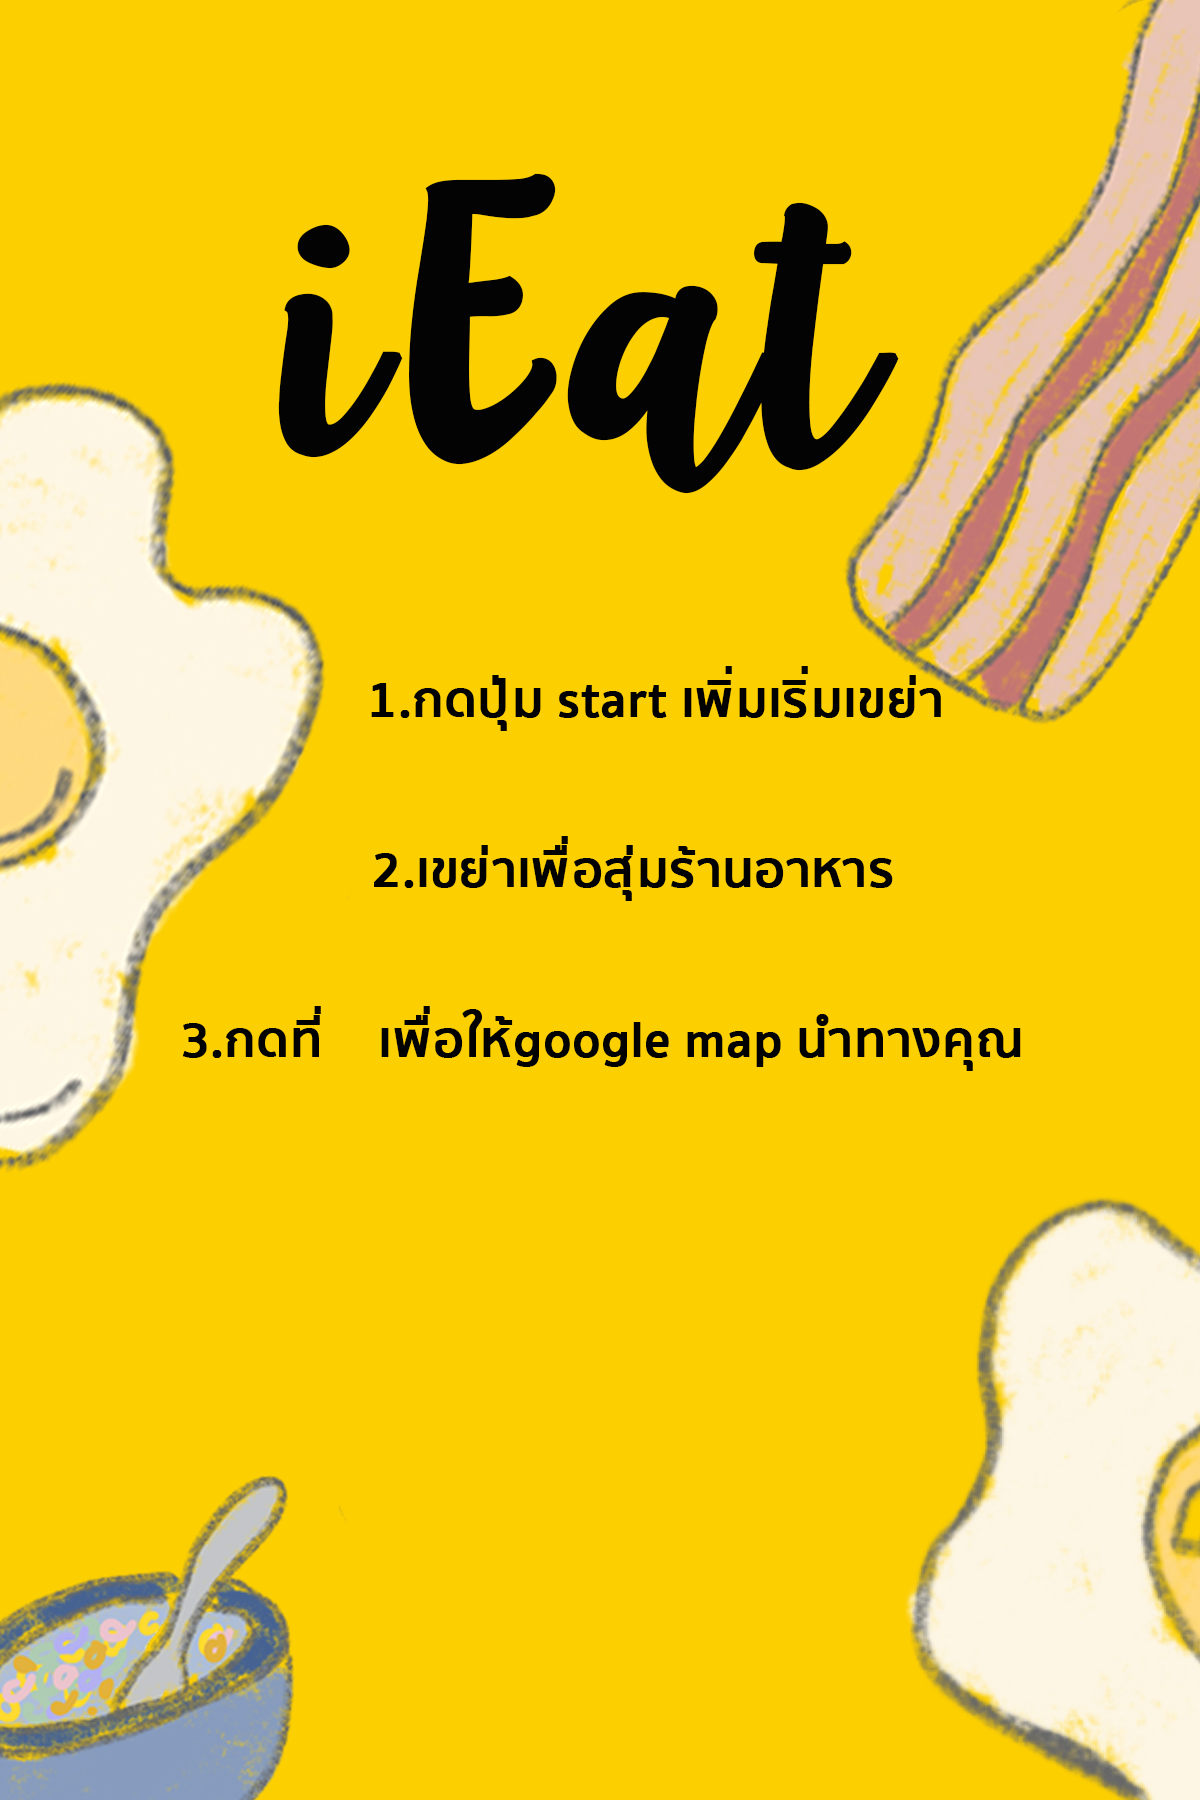 iEat
1.กดปุ่ม start เพิ่มเริ่มเขย่า
2.เขย่าเพื่อสุ่มร้านอาหาร
3.กดที่ เพื่อให้google map นำทางคุณ